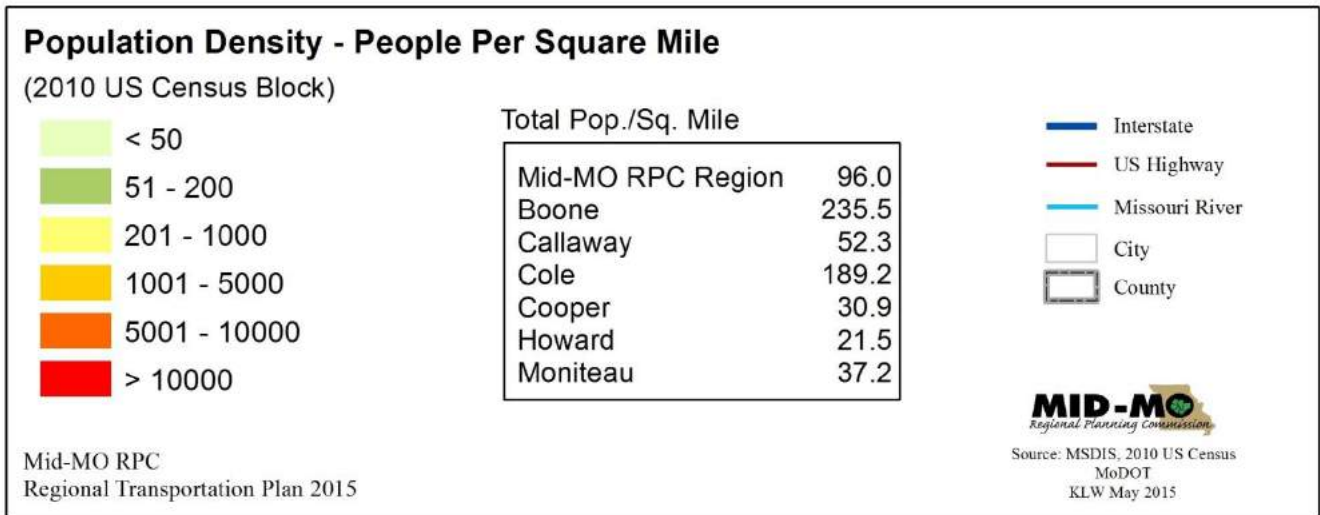 Population Density - People Per Square Mile
(2010 US Census Block)
< 50
51 - 200
201 - 1000
1001 - 5000
5001 - 10000
> 10000
Total Pop./Sq. Mile
Mid-MO RPC Region 96.0
Boone 235.5
Callaway 52.3
Cole 189.2
Cooper 30.9
Howard 21.5
Moniteau 37.2
Interstate
US Highway
Missouri River
City
County
MID-MO
Regional Planning Commission
Source: MSDIS, 2010 US Census
MoDOT
KLW May 2015
Mid-MO RPC
Regional Transportation Plan 2015